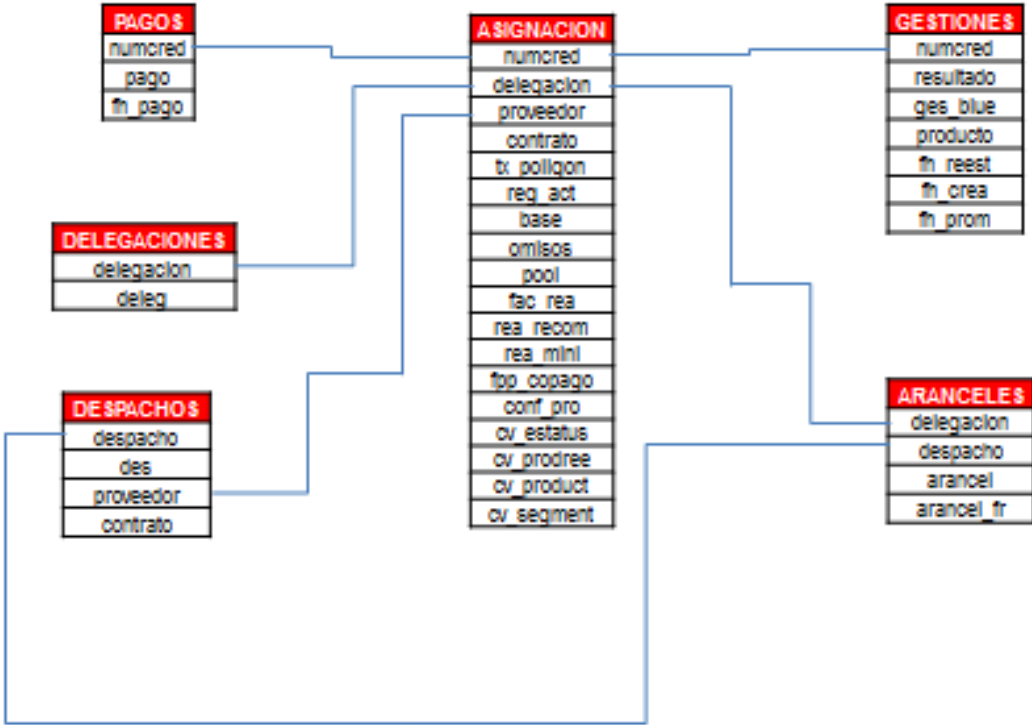 PAGOS
numcred
pago
fh_pago
ASIGNACION
numcred
delegacion
proveedor
contrato
tx_poligon
reg_act
base
omisos
pool
fac_rea
rea_recom
rea_mini
fpp_copago
conf_pro
cv_estatus
cv_prodree
cv_product
cv_segment
GESTIONES
numcred
resultado
ges_blue
producto
fh_reest
fh_crea
fh_prom
DELEGACIONES
delegacion
deleg
DESPACHOS
despacho
des
proveedor
contrato
ARANCELES
delegacion
despacho
arancel
arancel_fr